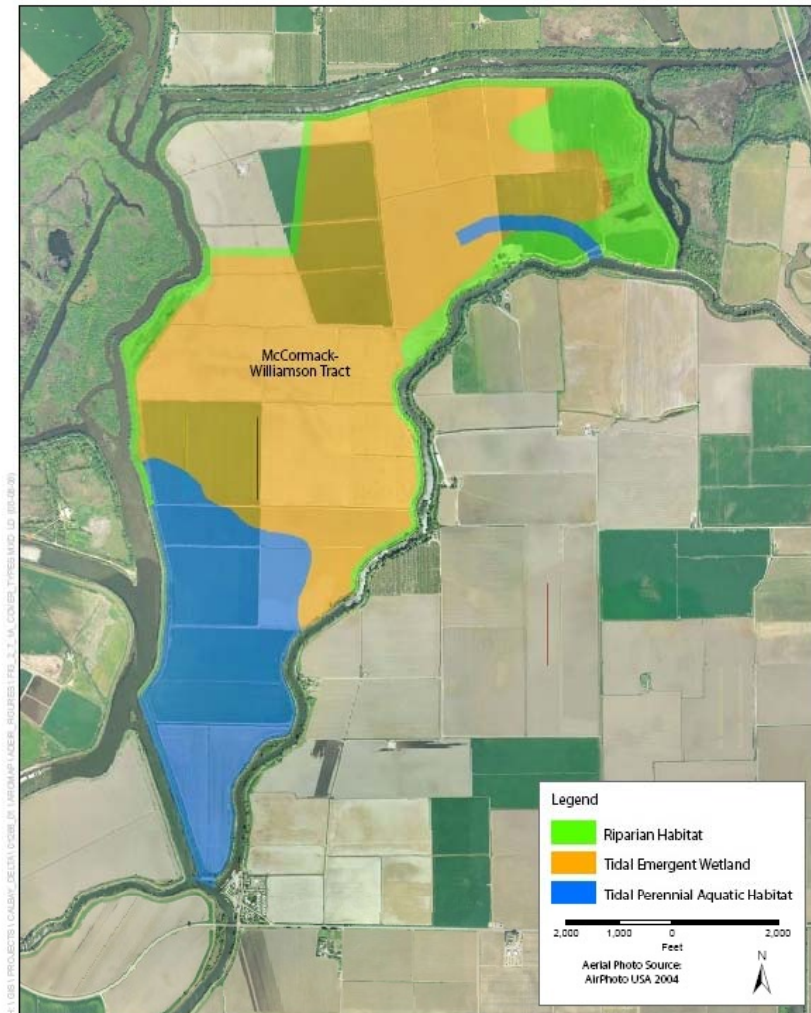 McCormack-
Williamson Tract
Legend
Riparian Habitat
Tidal Emergent Wetland
Tidal Perennial Aquatic Habitat
2,000 1,000 0 2,000
Feet
Aerial Photo Source:
AirPhoto USA 2004
N